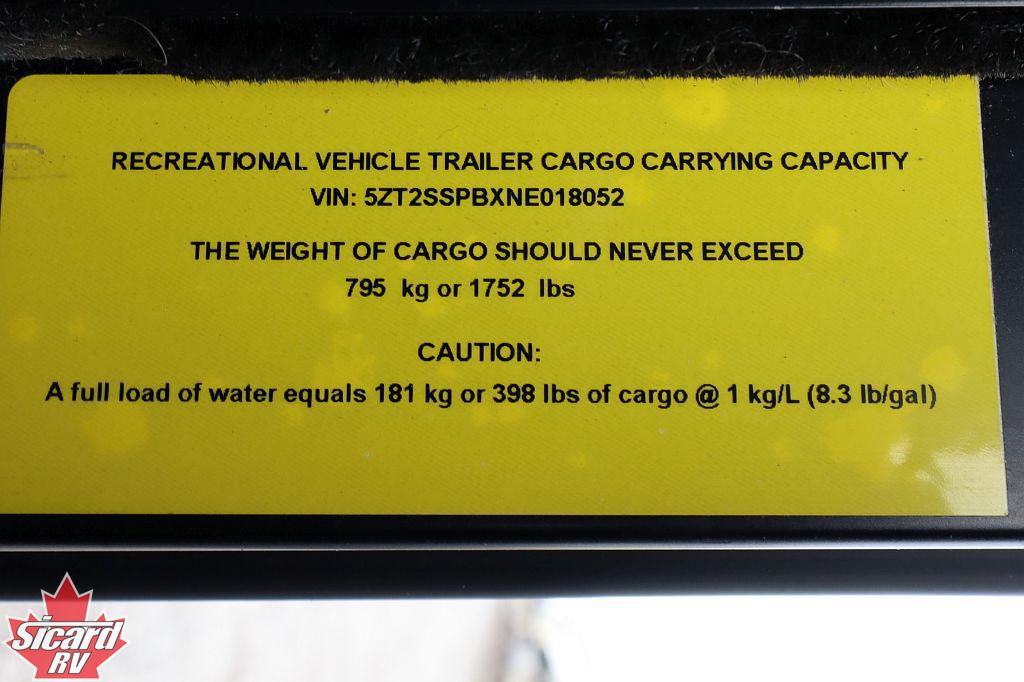 RECREATIONAL VEHICLE TRAILER CARGO CARRYING CAPACITY
VIN: 5ZT2SSPBXNE018052
THE WEIGHT OF CARGO SHOULD NEVER EXCEED
795 kg or 1752 lbs
CAUTION:
A full load of water equals 181 kg or 398 lbs of cargo @ 1 kg/L (8.3 lb/gal)
Sicard
RV